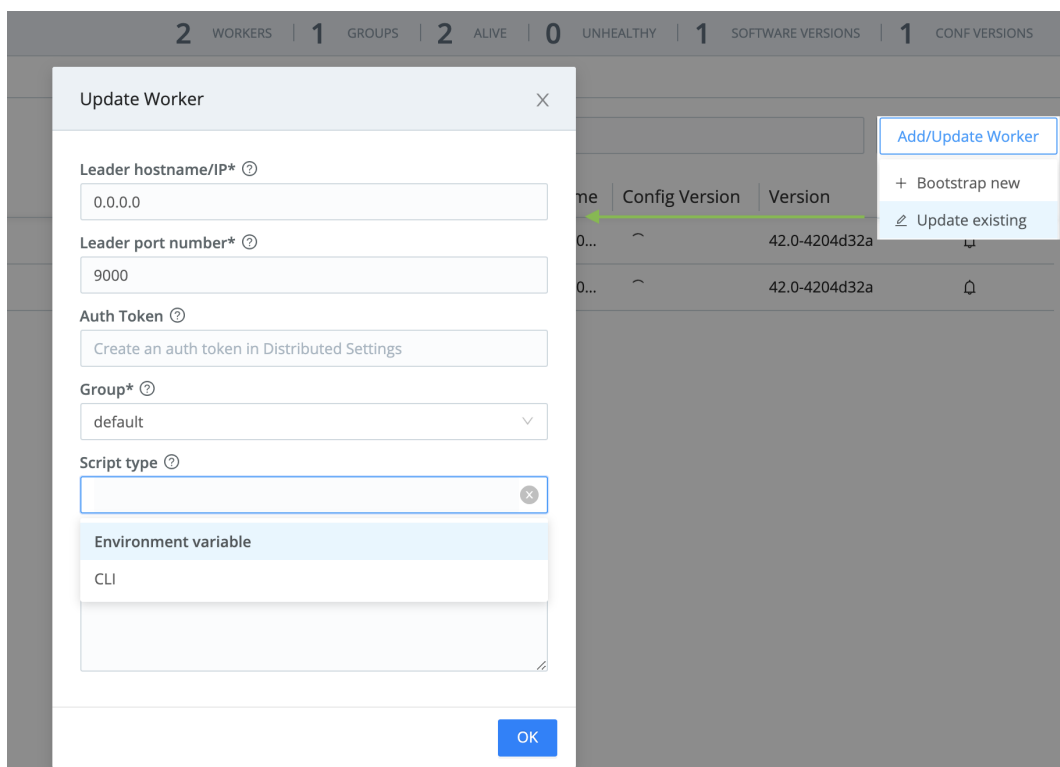 2 WORKERS 1 GROUPS 2 ALIVE 0 UNHEALTHY 1 SOFTWARE VERSIONS 1 CONF VERSIONS
Update Worker
Leader hostname/IP*
0.0.0.0
Leader port number*
9000
Auth Token
Create an auth token in Distributed Settings
Group*
default
Script type
Environment variable
CLI
OK
Add/Update Worker
+ Bootstrap new
Update existing
me Config Version Version
0... 42.0-4204d32a
0... 42.0-4204d32a